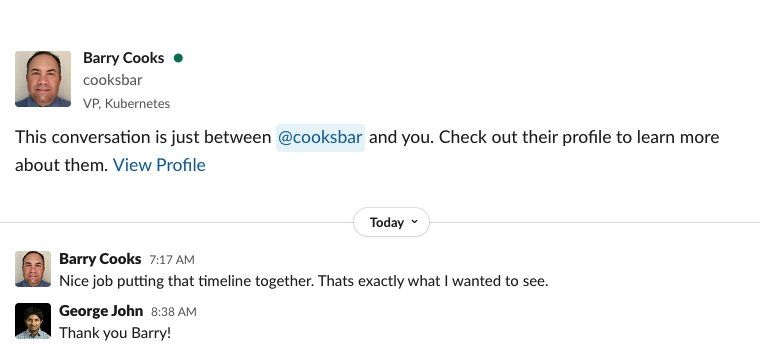 Barry Cooks
cooksbar
VP, Kubernetes
This conversation is just between @cooksbar and you. Check out their profile to learn more
about them. View Profile
Today
Barry Cooks 7:17 AM
Nice job putting that timeline together. Thats exactly what I wanted to see.
George John 8:38 AM
Thank you Barry!